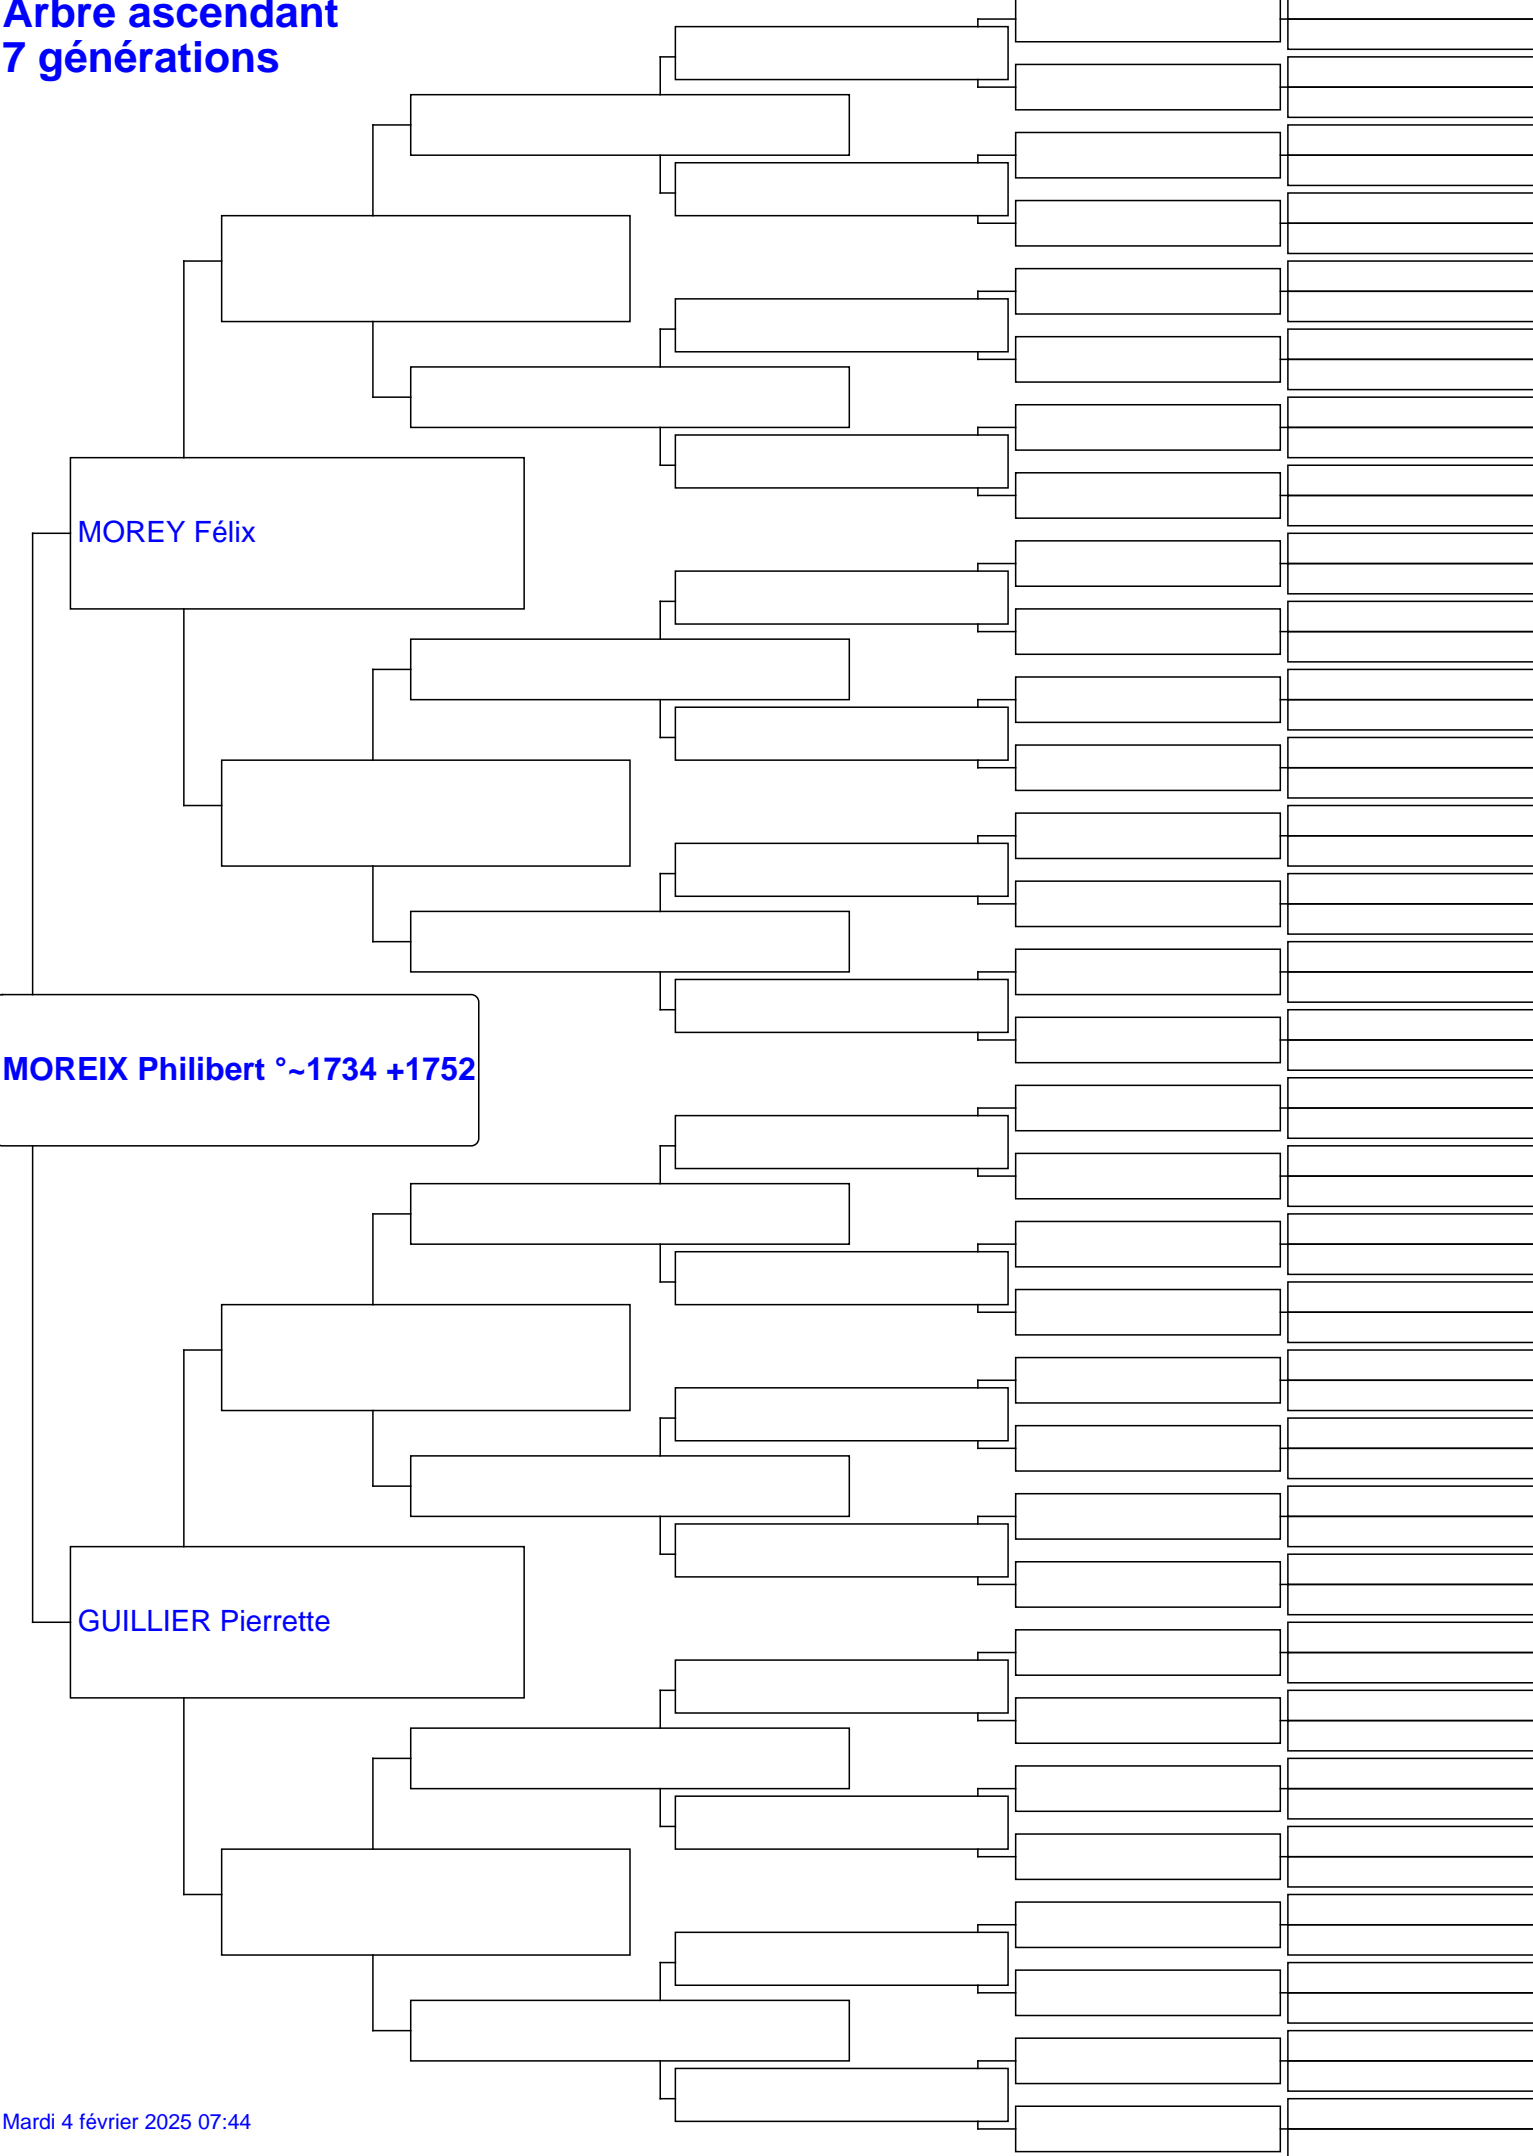 Arbre ascendant
7 générations
MOREY Félix
MOREIX Philibert °~1734 +1752
GUILLIER Pierrette
Mardi 4 février 2025 07:44